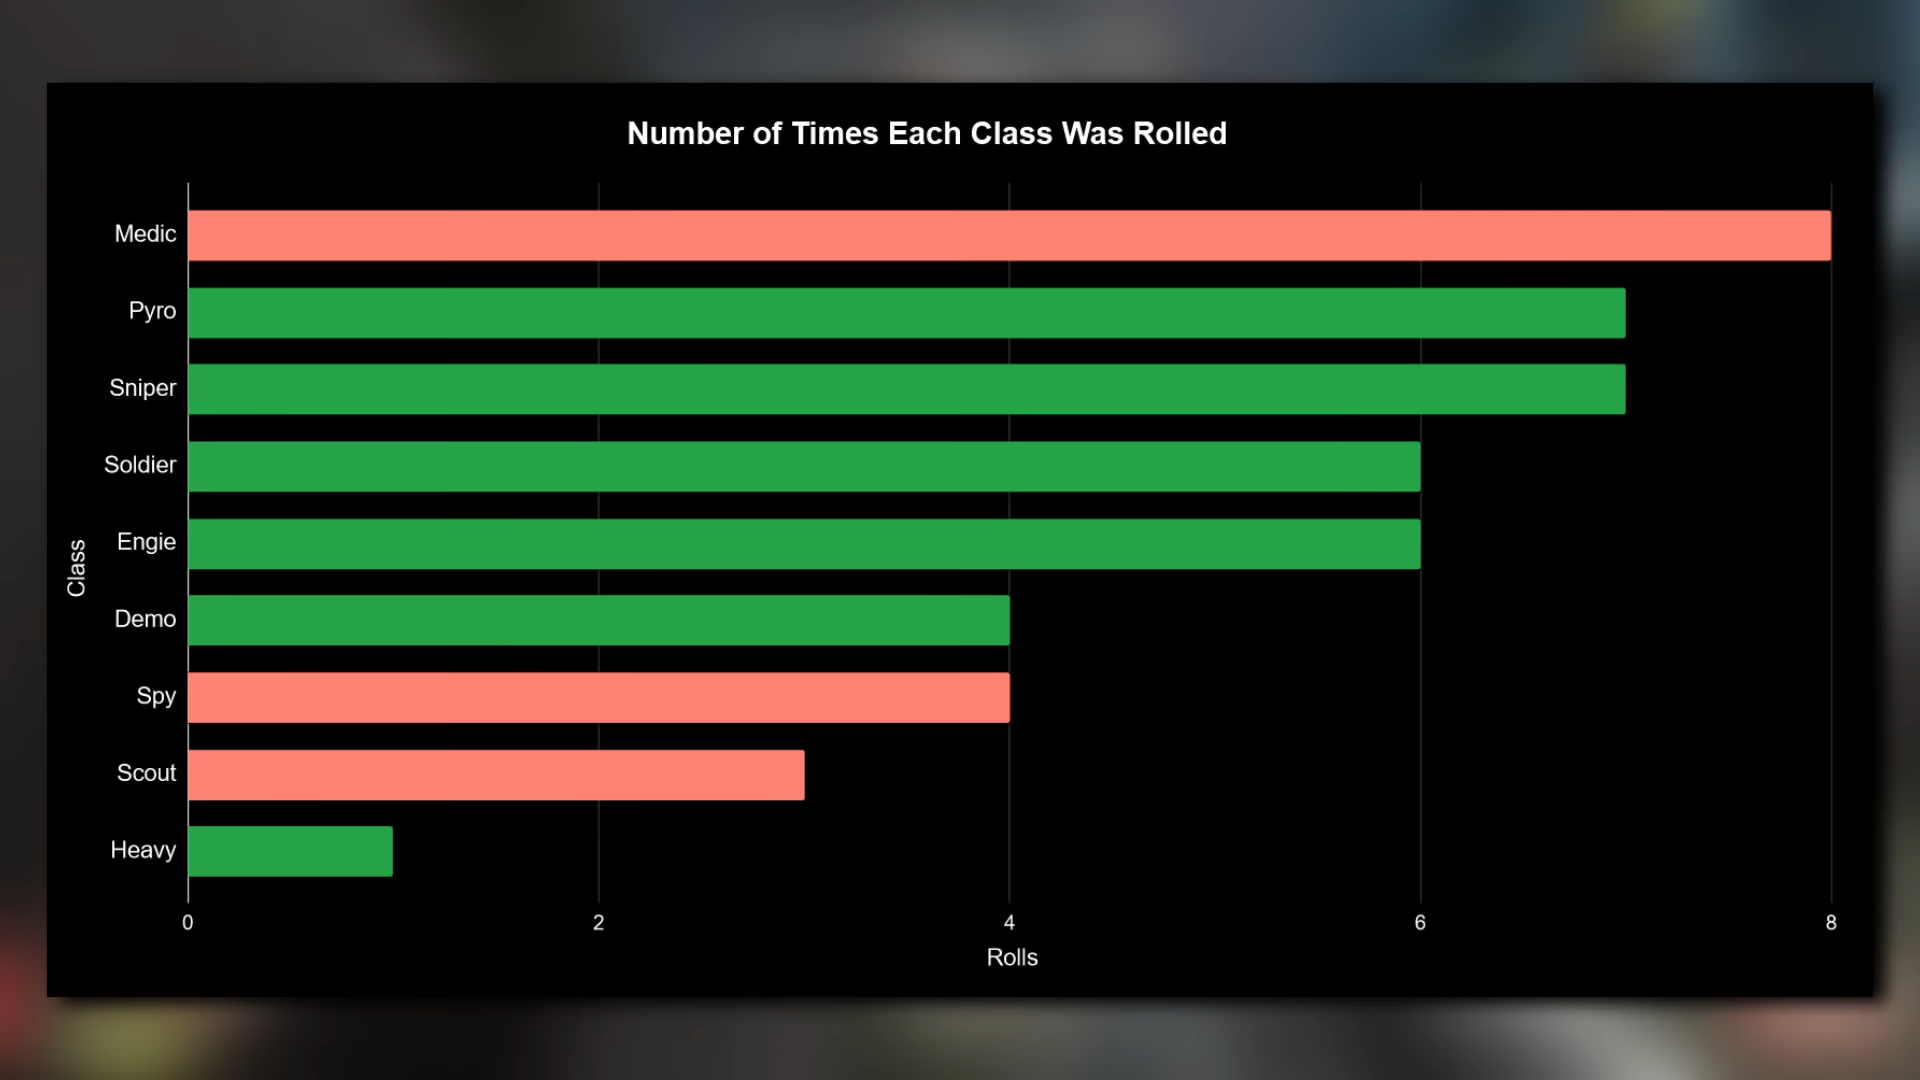 Number of Times Each Class Was Rolled
Medic
Pyro
Sniper
Soldier
Engie
Demo
Spy
Scout
Heavy
Class
0 2 4 6 8
Rolls